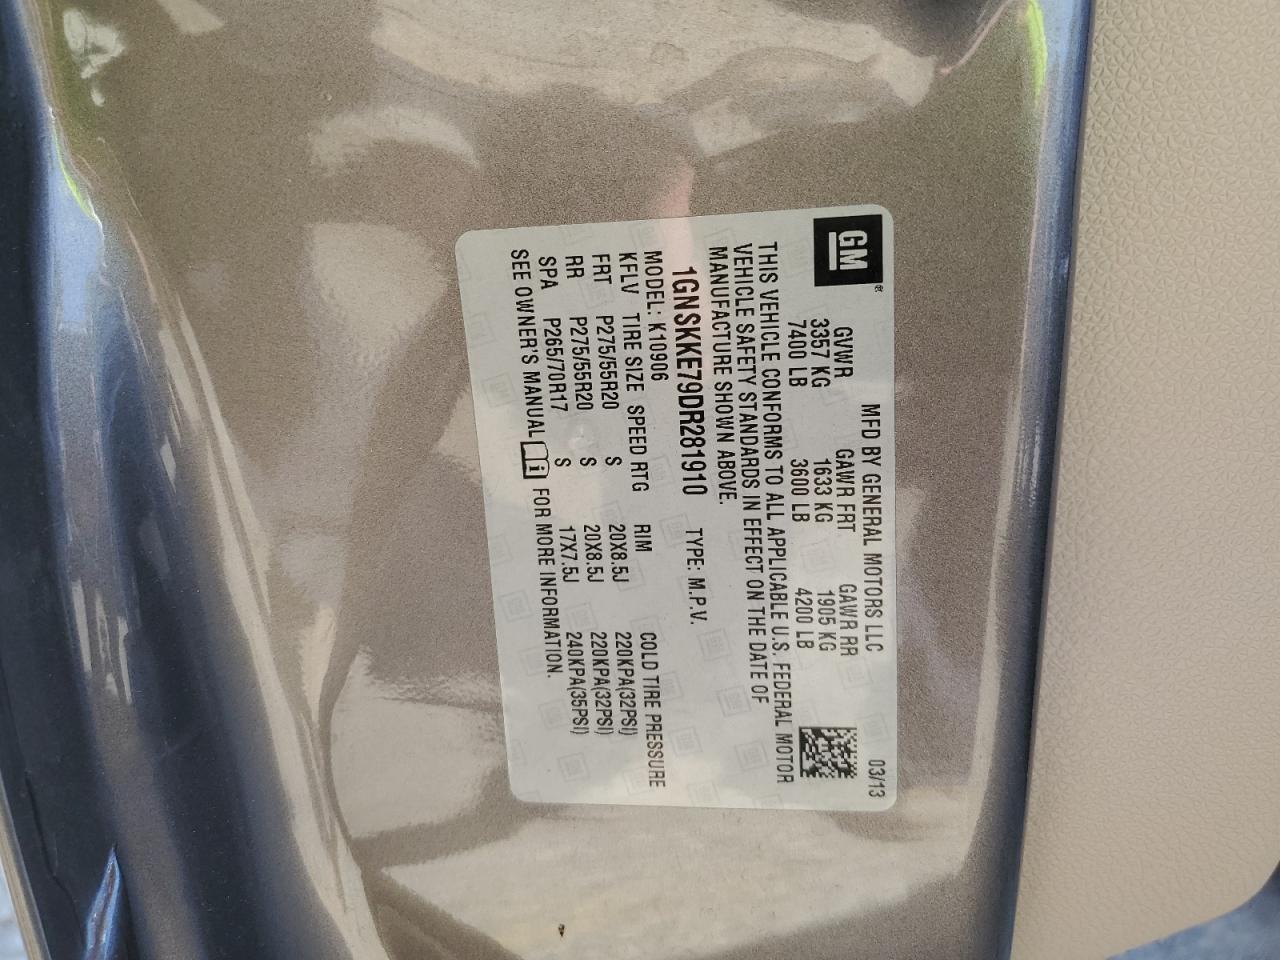 GM
MFD BY GENERAL MOTORS LLC 03/13
GVWR GAWR FRT GAWR RR
3357 KG 1633 KG 1905 KG
7400 LB 3600 LB 4200 LB
THIS VEHICLE CONFORMS TO ALL APPLICABLE U.S. FEDERAL MOTOR
VEHICLE SAFETY STANDARDS IN EFFECT ON THE DATE OF
MANUFACTURE SHOWN ABOVE.
1GNSKKE79DR281910 TYPE: M.P.V.
MODEL: K10906
KFLV TIRE SIZE SPEED RTG RIM COLD TIRE PRESSURE
FRT P275/55R20 S 20X8.5J 220KPA(32PSI)
RR P275/55R20 S 20X8.5J 220KPA(32PSI)
SPA P265/70R17 S 17X7.5J 240KPA(35PSI)
SEE OWNER'S MANUAL i FOR MORE INFORMATION.